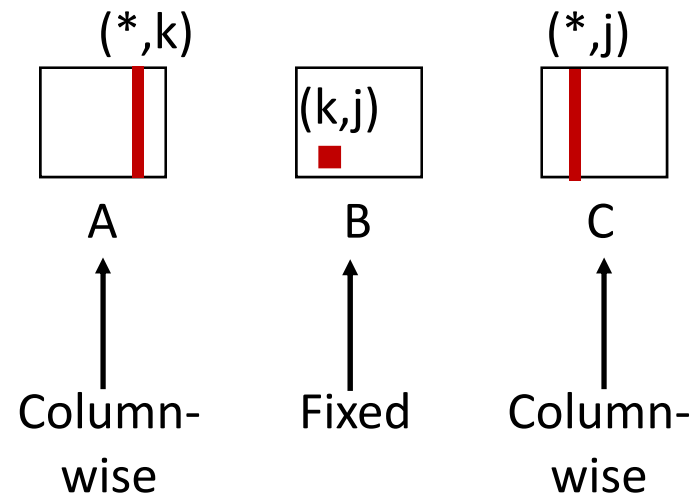 (*,k)
(*,j)
(k,j)
A
B
C
Column-
wise
Fixed
Column-
wise